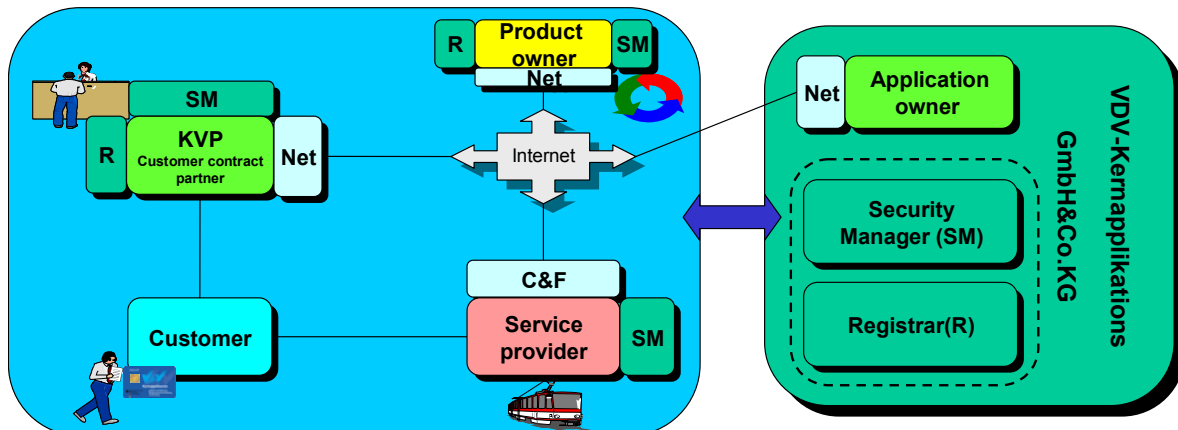 R
Product
owner
SM
Net
SM
R
KVP
Customer contract
partner
Net
Internet
C&F
Service
provider
SM
Customer
Net
Application
owner
Security
Manager (SM)
Registrar(R)
VDV-Kernapplikations
GmbH&Co.KG